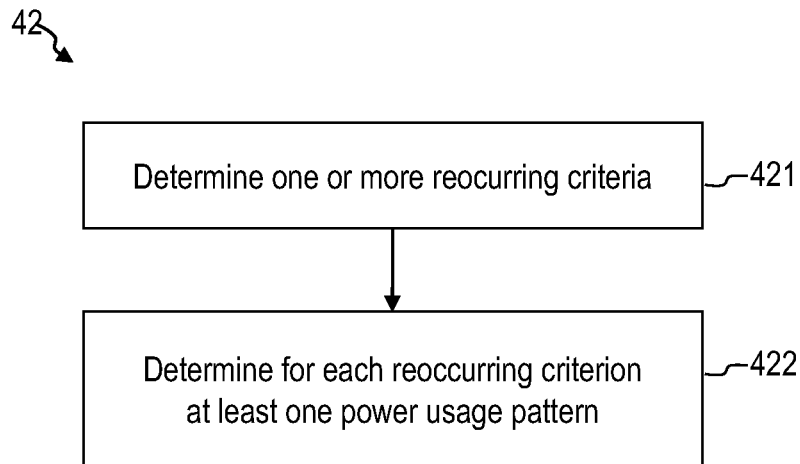 42
Determine one or more reocurring criteria
421
Determine for each reoccurring criterion
at least one power usage pattern
422